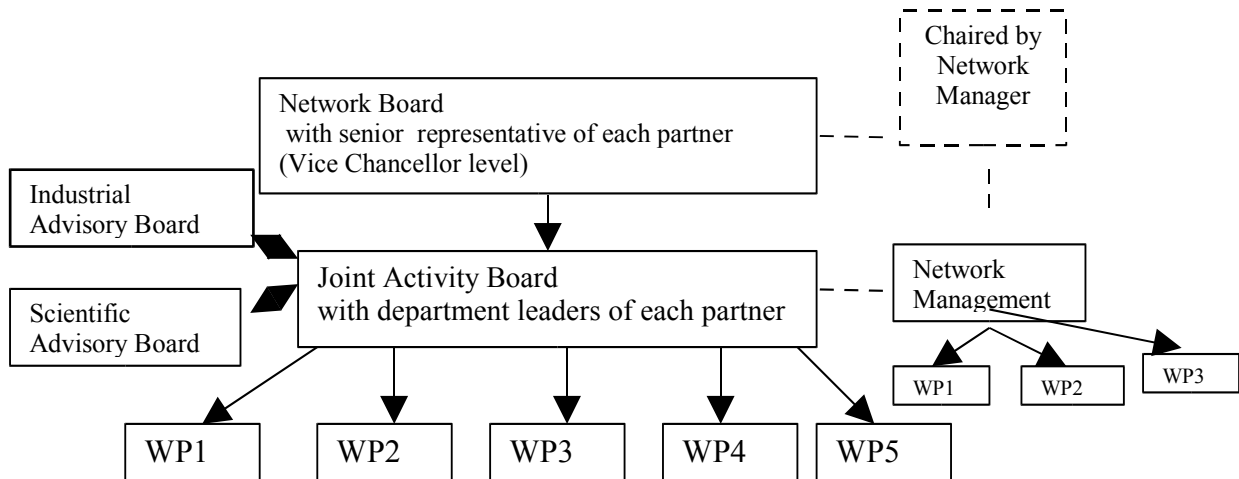 Chaired by
Network
Manager
Network Board
with senior representative of each partner
(Vice Chancellor level)
Industrial
Advisory Board
Joint Activity Board
with department leaders of each partner
Network
Management
Scientific
Advisory Board
WP1
WP2
WP3
WP1
WP2
WP3
WP4
WP5